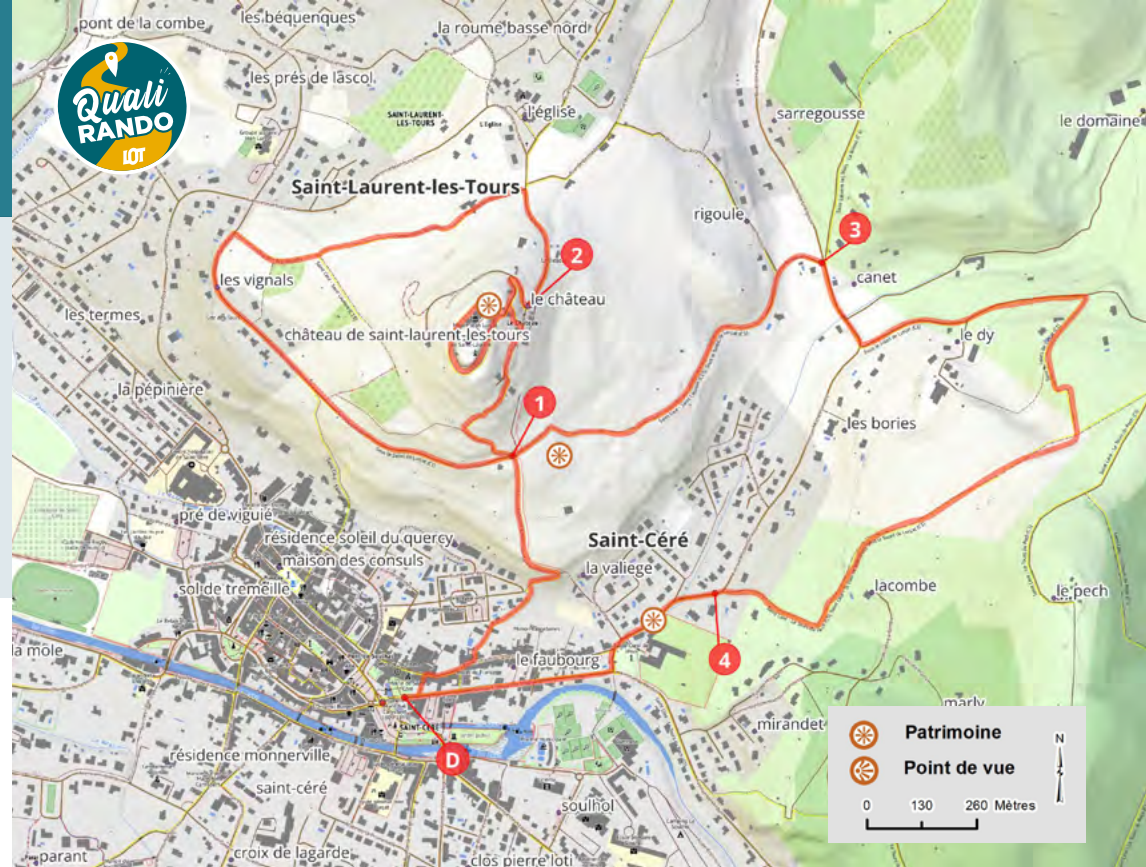 pont de la combe
les béquenques
la roume basse nord
Quali
RANDO
LOT
les prés de lascol
SAINT-LAURENT-
LES-TOURS
l'église
sarregousse
le domaine
Saint-Laurent-les-Tours
rigoule
3
2
canet
les vignals
le château
les termes
château de saint-laurent-les-tours
le dy
la pépinière
1
les bories
pré de viguié
résidence soleil du quercy
maison des consuls
Saint-Céré
la valiege
sol de tremeille
lacombe
le pech
la môle
le faubourg
4
SAINT-CÉRÉ
marly
mirandet
D
résidence monnerville
saint-céré
soulhol
parant
croix de lagarde
clos pierre loti
Patrimoine
Point de vue
N
0 130 260 Mètres